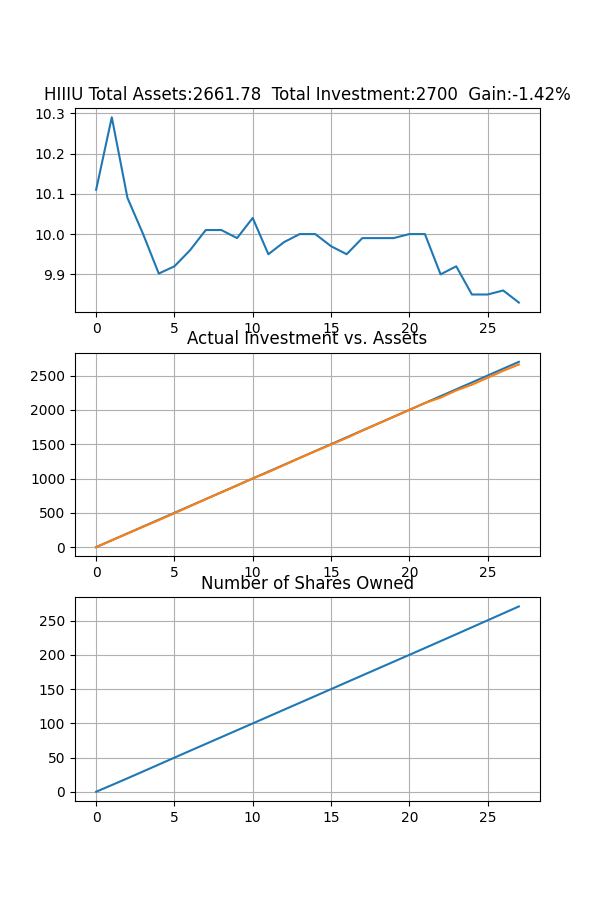 HIIIU Total Assets:2661.78  Total Investment:2700  Gain:-1.42%
10.3
10.2
10.1
10.0
9.9
0 5 10 15 20 25
Actual Investment vs. Assets
2500
2000
1500
1000
500
0
0 5 10 15 20 25
Number of Shares Owned
250
200
150
100
50
0
0 5 10 15 20 25